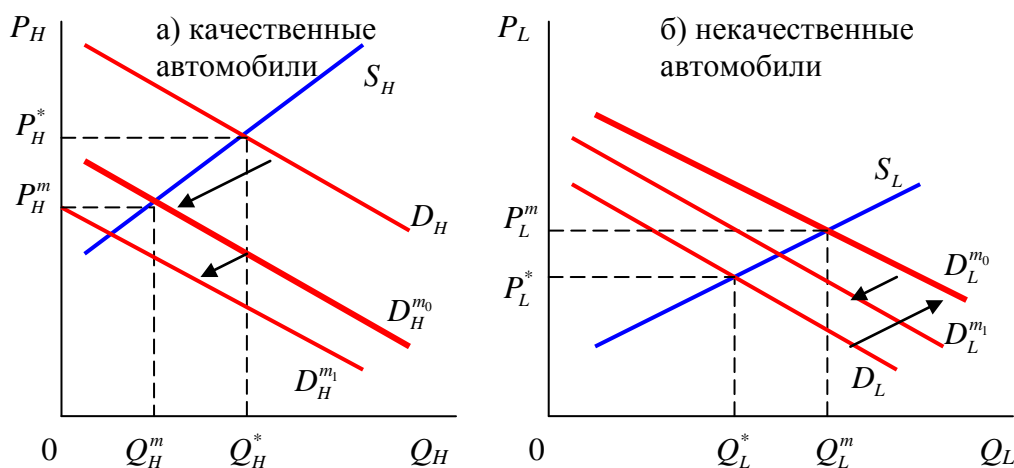 P_H
а) качественные
автомобили
S_H
P_H^*
P_H^m
D_H
D_H^{m_0}
D_H^{m_1}
0
Q_H^m
Q_H^*
Q_H
P_L
б) некачественные
автомобили
S_L
P_L^m
P_L^*
D_L^{m_0}
D_L^{m_1}
D_L
0
Q_L^*
Q_L^m
Q_L